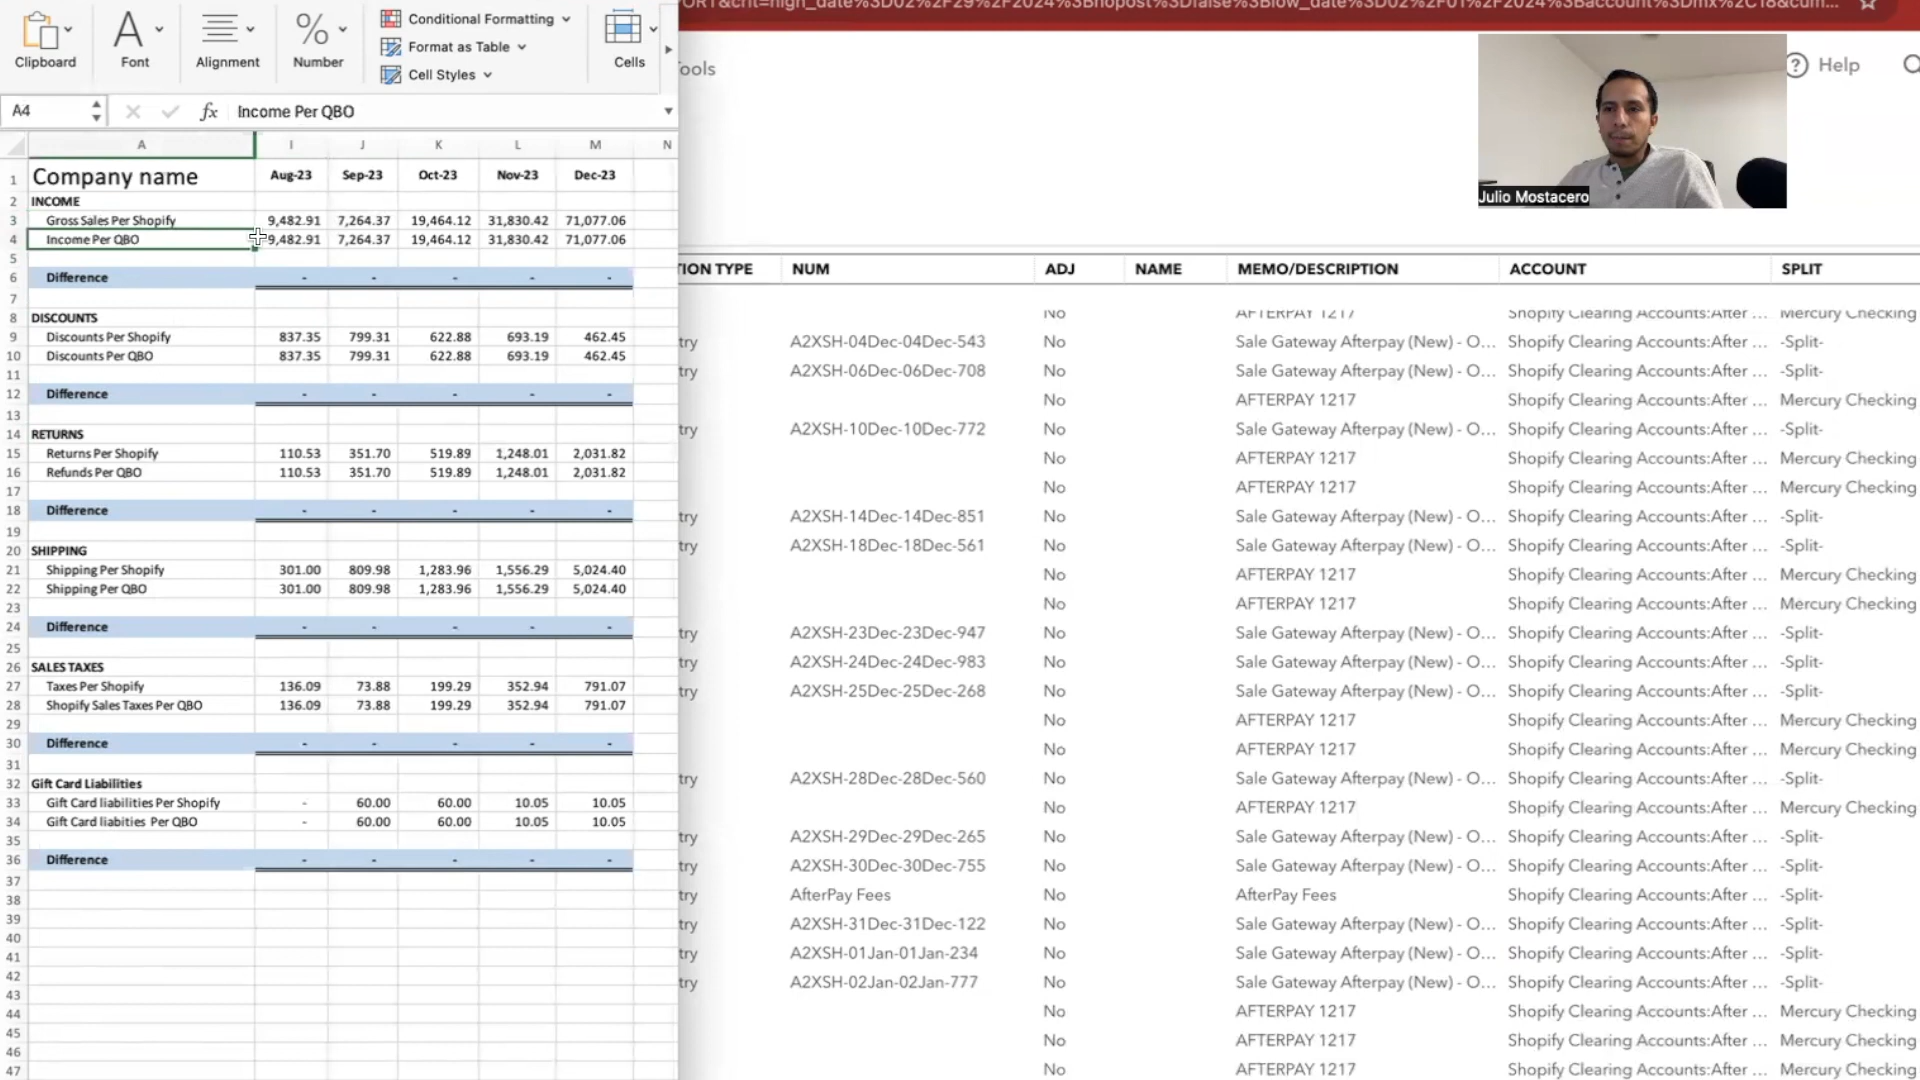 Clipboard
Font
Alignment
Number
Conditional Formatting
Format as Table
Cell Styles
Cells
A4
fx
Income Per QBO
A I J K L M N
1 Company name Aug-23 Sep-23 Oct-23 Nov-23 Dec-23
2 INCOME
3 Gross Sales Per Shopify 9,482.91 7,264.37 19,464.12 31,830.42 71,077.06
4 Income Per QBO 9,482.91 7,264.37 19,464.12 31,830.42 71,077.06
5
6 Difference - - - - -
7
8 DISCOUNTS
9 Discounts Per Shopify 837.35 799.31 622.88 693.19 462.45
10 Discounts Per QBO 837.35 799.31 622.88 693.19 462.45
11
12 Difference - - - - -
13
14 RETURNS
15 Returns Per Shopify 110.53 351.70 519.89 1,248.01 2,031.82
16 Refunds Per QBO 110.53 351.70 519.89 1,248.01 2,031.82
17
18 Difference - - - - -
19
20 SHIPPING
21 Shipping Per Shopify 301.00 809.98 1,283.96 1,556.29 5,024.40
22 Shipping Per QBO 301.00 809.98 1,283.96 1,556.29 5,024.40
23
24 Difference - - - - -
25
26 SALES TAXES
27 Taxes Per Shopify 136.09 73.88 199.29 352.94 791.07
28 Shopify Sales Taxes Per QBO 136.09 73.88 199.29 352.94 791.07
29
30 Difference - - - - -
31
32 Gift Card Liabilities
33 Gift Card liabilities Per Shopify - 60.00 60.00 10.05 10.05
34 Gift Card liabities Per QBO - 60.00 60.00 10.05 10.05
35
36 Difference - - - - -
37
38
39
40
41
42
43
44
45
46
47
ools
? Help
Julio Mostacero
ION TYPE NUM ADJ NAME MEMO/DESCRIPTION ACCOUNT SPLIT
No AFTERPAY 1217 Shopify Clearing Accounts:After ... Mercury Checking
try A2XSH-04Dec-04Dec-543 No Sale Gateway Afterpay (New) - O... Shopify Clearing Accounts:After ... -Split-
try A2XSH-06Dec-06Dec-708 No Sale Gateway Afterpay (New) - O... Shopify Clearing Accounts:After ... -Split-
No AFTERPAY 1217 Shopify Clearing Accounts:After ... Mercury Checking
try A2XSH-10Dec-10Dec-772 No Sale Gateway Afterpay (New) - O... Shopify Clearing Accounts:After ... -Split-
No AFTERPAY 1217 Shopify Clearing Accounts:After ... Mercury Checking
No AFTERPAY 1217 Shopify Clearing Accounts:After ... Mercury Checking
try A2XSH-14Dec-14Dec-851 No Sale Gateway Afterpay (New) - O... Shopify Clearing Accounts:After ... -Split-
try A2XSH-18Dec-18Dec-561 No Sale Gateway Afterpay (New) - O... Shopify Clearing Accounts:After ... -Split-
No AFTERPAY 1217 Shopify Clearing Accounts:After ... Mercury Checking
No AFTERPAY 1217 Shopify Clearing Accounts:After ... Mercury Checking
try A2XSH-23Dec-23Dec-947 No Sale Gateway Afterpay (New) - O... Shopify Clearing Accounts:After ... -Split-
try A2XSH-24Dec-24Dec-983 No Sale Gateway Afterpay (New) - O... Shopify Clearing Accounts:After ... -Split-
try A2XSH-25Dec-25Dec-268 No Sale Gateway Afterpay (New) - O... Shopify Clearing Accounts:After ... -Split-
No AFTERPAY 1217 Shopify Clearing Accounts:After ... Mercury Checking
No AFTERPAY 1217 Shopify Clearing Accounts:After ... Mercury Checking
try A2XSH-28Dec-28Dec-560 No Sale Gateway Afterpay (New) - O... Shopify Clearing Accounts:After ... -Split-
No AFTERPAY 1217 Shopify Clearing Accounts:After ... Mercury Checking
try A2XSH-29Dec-29Dec-265 No Sale Gateway Afterpay (New) - O... Shopify Clearing Accounts:After ... -Split-
try A2XSH-30Dec-30Dec-755 No Sale Gateway Afterpay (New) - O... Shopify Clearing Accounts:After ... -Split-
try AfterPay Fees No AfterPay Fees Shopify Clearing Accounts:After ... -Split-
try A2XSH-31Dec-31Dec-122 No Sale Gateway Afterpay (New) - O... Shopify Clearing Accounts:After ... -Split-
try A2XSH-01Jan-01Jan-234 No Sale Gateway Afterpay (New) - O... Shopify Clearing Accounts:After ... -Split-
try A2XSH-02Jan-02Jan-777 No Sale Gateway Afterpay (New) - O... Shopify Clearing Accounts:After ... -Split-
No AFTERPAY 1217 Shopify Clearing Accounts:After ... Mercury Checking
No AFTERPAY 1217 Shopify Clearing Accounts:After ... Mercury Checking
No AFTERPAY 1217 Shopify Clearing Accounts:After ... Mercury Checking